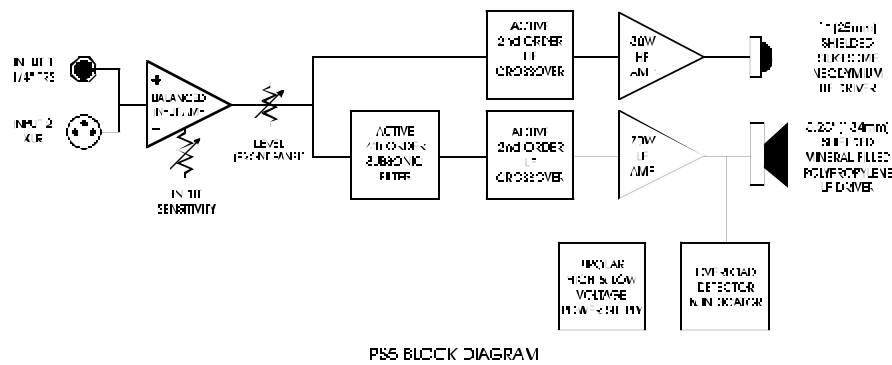 INPUT 1
1/4" TRS
INPUT 2
XLR
+
BALANCED
INPUT AMP
−
INPUT
SENSITIVITY
LEVEL
(FRONT PANEL)
ACTIVE
4th ORDER
SUBSONIC
FILTER
ACTIVE
2nd ORDER
HF
CROSSOVER
ACTIVE
2nd ORDER
LF
CROSSOVER
30W
HF
AMP
70W
LF
AMP
1" (25mm)
SHIELDED
SILK DOME
NEODYMIUM
HF DRIVER
5.25" (134mm)
SHIELDED
MINERAL FILLED
POLYPROPYLENE
LF DRIVER
BIPOLAR
HIGH & LOW
VOLTAGE
POWER SUPPLY
OVERLOAD
DETECTOR
& INDICATOR
PS5 BLOCK DIAGRAM